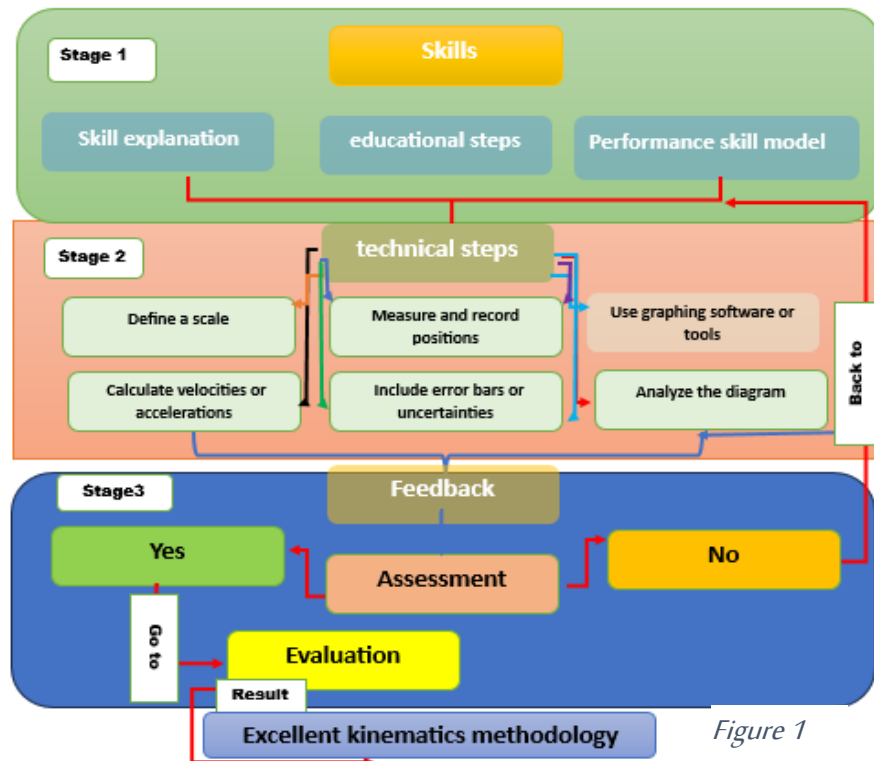 Stage 1
Skills
Skill explanation
educational steps
Performance skill model
Stage 2
technical steps
Define a scale
Measure and record
positions
Use graphing software or
tools
Calculate velocities or
accelerations
Include error bars or
uncertainties
Analyze the diagram
Back to
Stage3
Feedback
Yes
Assessment
No
Go to
Evaluation
Result
Excellent kinematics methodology
Figure 1